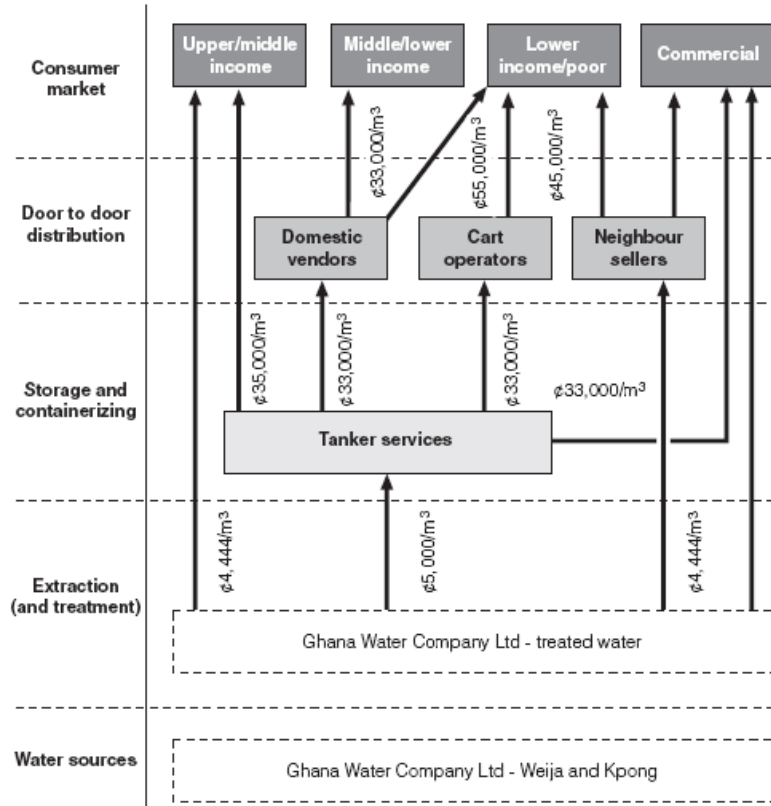 Consumer
market
Upper/middle
income
Middle/lower
income
Lower
income/poor
Commercial
¢33,000/m³
¢55,000/m³
¢45,000/m³
Door to door
distribution
Domestic
vendors
Cart
operators
Neighbour
sellers
Storage and
containerizing
¢35,000/m³
¢33,000/m³
¢33,000/m³
¢33,000/m³
Tanker services
Extraction
(and treatment)
¢4,444/m³
¢5,000/m³
¢4,444/m³
Ghana Water Company Ltd - treated water
Water sources
Ghana Water Company Ltd - Weija and Kpong